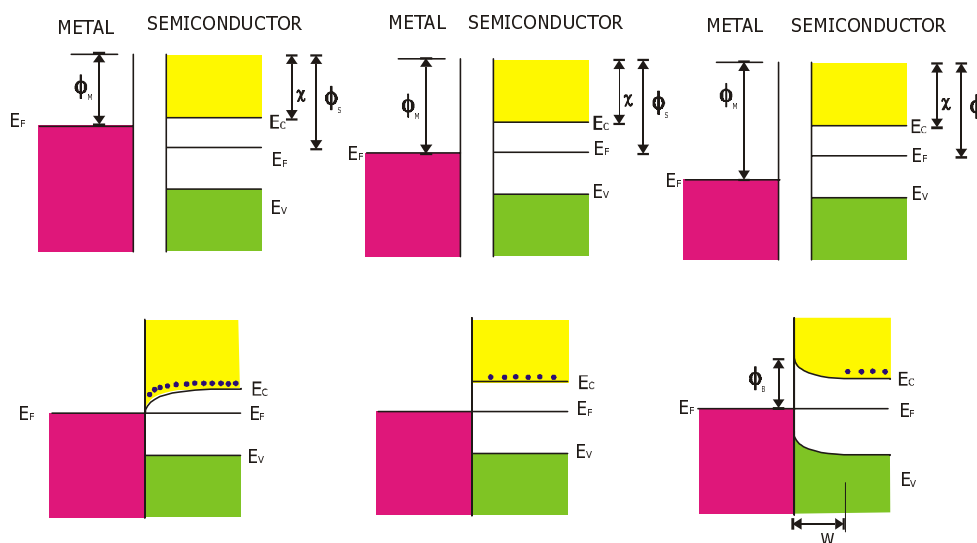 METAL SEMICONDUCTOR
METAL SEMICONDUCTOR
METAL SEMICONDUCTOR
ϕM
χ
ϕS
EF
EC
EF
EV
ϕM
χ
ϕS
EF
EC
EF
EV
ϕM
χ
ϕ
EF
EC
EF
EV
EF
EC
EF
EV
EC
EF
EV
ϕB
EF
EC
EF
EV
W